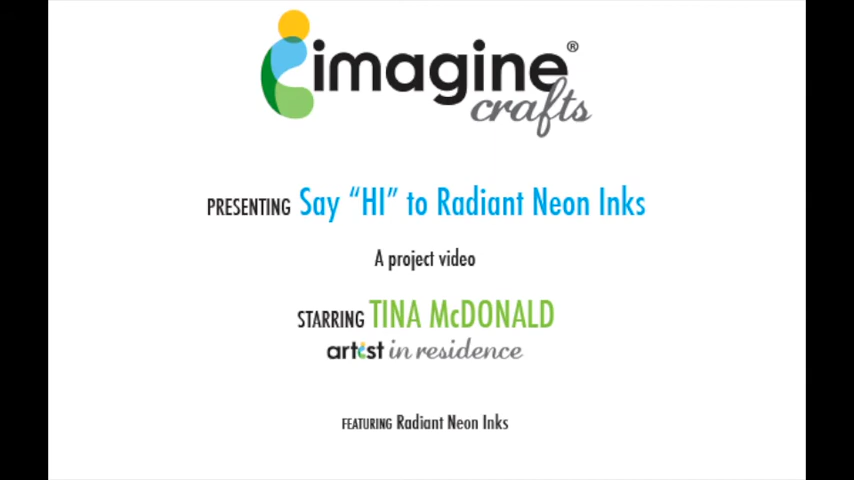 imagine®
crafts
PRESENTING Say “HI” to Radiant Neon Inks
A project video
STARRING TINA McDONALD
artist in residence
FEATURING Radiant Neon Inks